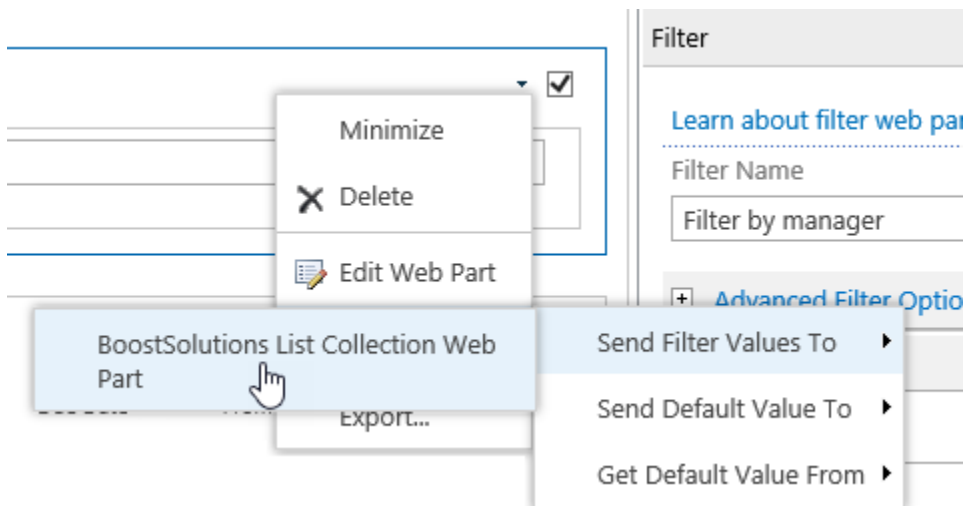 Filter
Minimize
Learn about filter web par
Filter Name
Delete
Filter by manager
Edit Web Part
Advanced Filter Optio
BoostSolutions List Collection Web
Part
Send Filter Values To
Export...
Send Default Value To
Get Default Value From